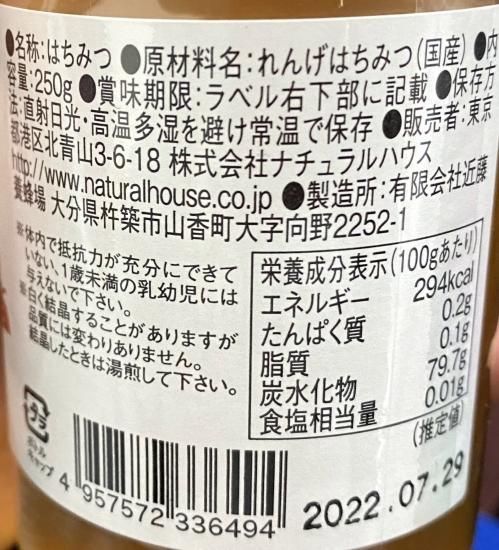 ●名称:はちみつ ●原材料名:れんげはちみつ(国産) ●内
容量:250g ●賞味期限:ラベル右下部に記載 ●保存方
法:直射日光・高温多湿を避け常温で保存 ●販売者:東京
都港区北青山3-6-18 株式会社ナチュラルハウス
http://www.naturalhouse.co.jp ●製造所:有限会社近藤
養蜂場 大分県杵築市山香町大字向野2252-1
※体内で抵抗力が充分にできて
いない、1歳未満の乳幼児には
与えないで下さい。
※白く結晶することがありますが
品質には変わりありません。
結晶したときは湯煎して下さい。
栄養成分表示(100gあたり)
エネルギー 294kcal
たんぱく質 0.2g
脂質 0.1g
炭水化物 79.7g
食塩相当量 0.01g
(推定値)
プラ
ボトル
キャップ
4 957572 336494
2022.07.29